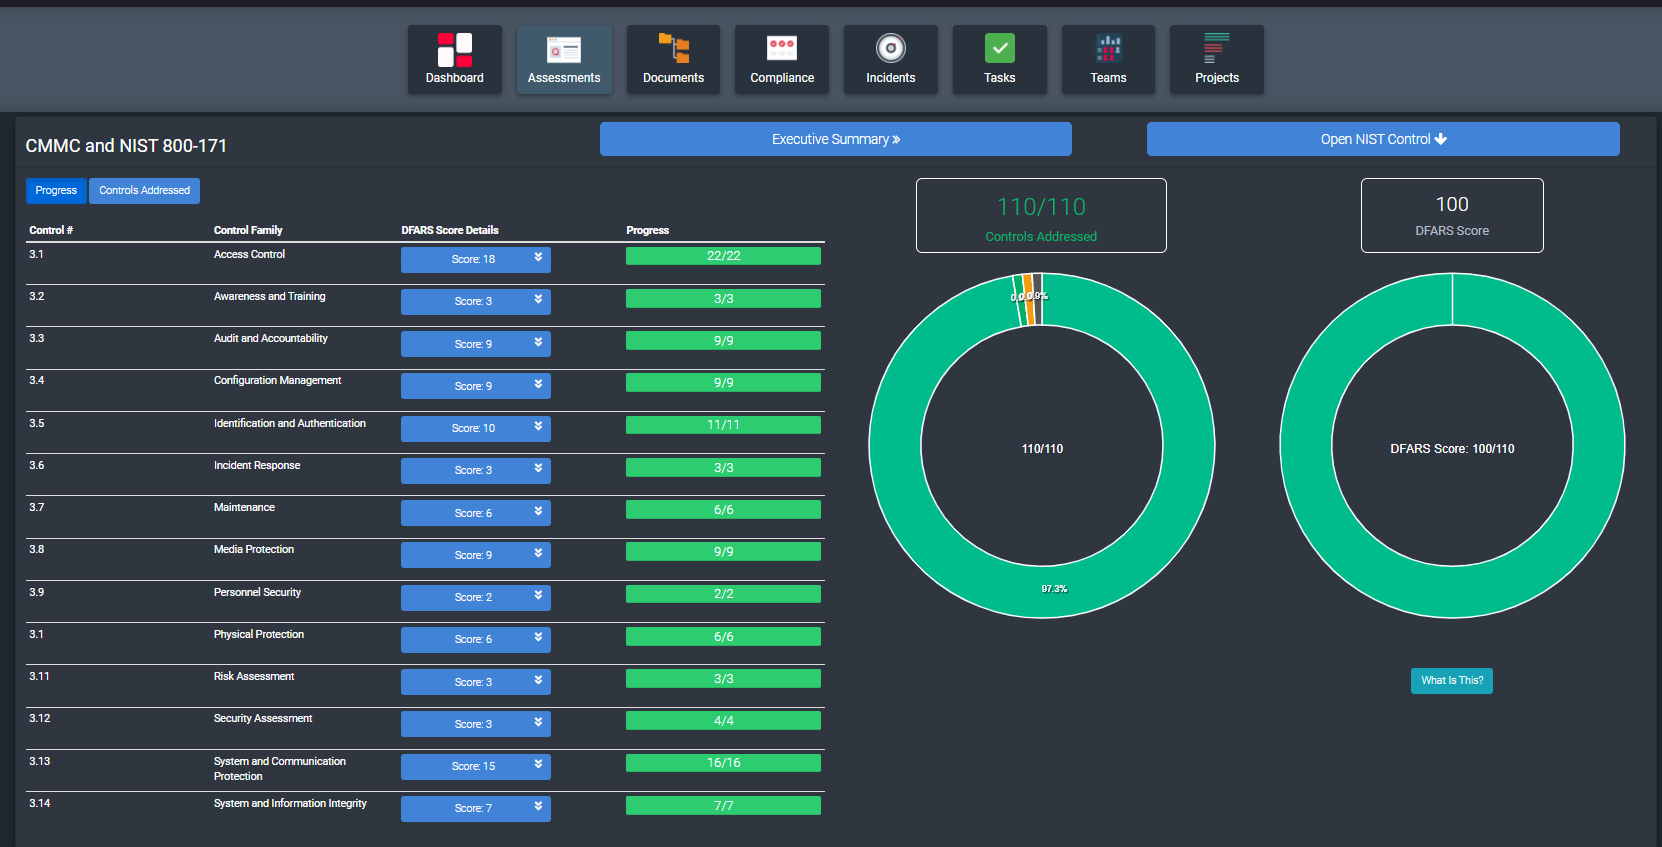 Dashboard
Assessments
Documents
Compliance
Incidents
Tasks
Teams
Projects
CMMC and NIST 800-171
Executive Summary
Open NIST Control
Progress
Controls Addressed
Control #
Control Family
DFARS Score Details
Progress
3.1
Access Control
Score: 18
22/22
3.2
Awareness and Training
Score: 3
3/3
3.3
Audit and Accountability
Score: 9
9/9
3.4
Configuration Management
Score: 9
9/9
3.5
Identification and Authentication
Score: 10
11/11
3.6
Incident Response
Score: 3
3/3
3.7
Maintenance
Score: 6
6/6
3.8
Media Protection
Score: 9
9/9
3.9
Personnel Security
Score: 2
2/2
3.1
Physical Protection
Score: 6
6/6
3.11
Risk Assessment
Score: 3
3/3
3.12
Security Assessment
Score: 3
4/4
3.13
System and Communication
Protection
Score: 15
16/16
3.14
System and Information Integrity
Score: 7
7/7
110/110
Controls Addressed
0.9%
110/110
97.3%
100
DFARS Score
DFARS Score: 100/110
What Is This?